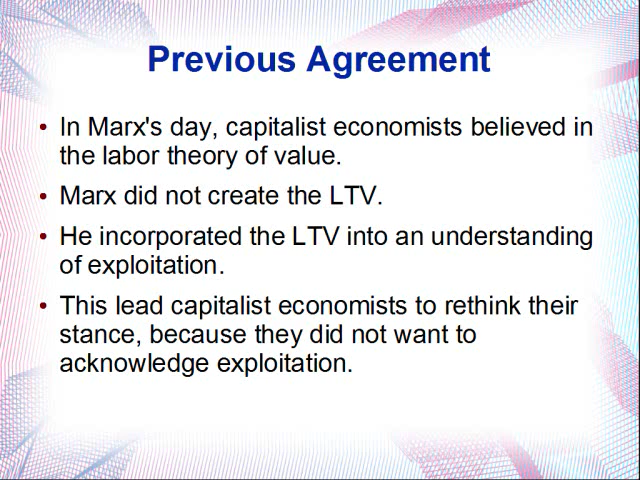 Previous Agreement
• In Marx's day, capitalist economists believed in
the labor theory of value.
• Marx did not create the LTV.
• He incorporated the LTV into an understanding
of exploitation.
• This lead capitalist economists to rethink their
stance, because they did not want to
acknowledge exploitation.